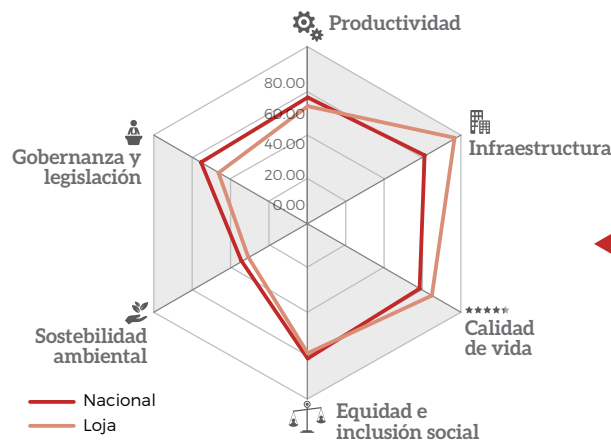 Productividad
80.00
60.00
40.00
20.00
0.00
Infraestructura
Gobernanza y
legislación
Sostebilidad
ambiental
Calidad
de vida
Equidad e
inclusión social
Nacional
Loja